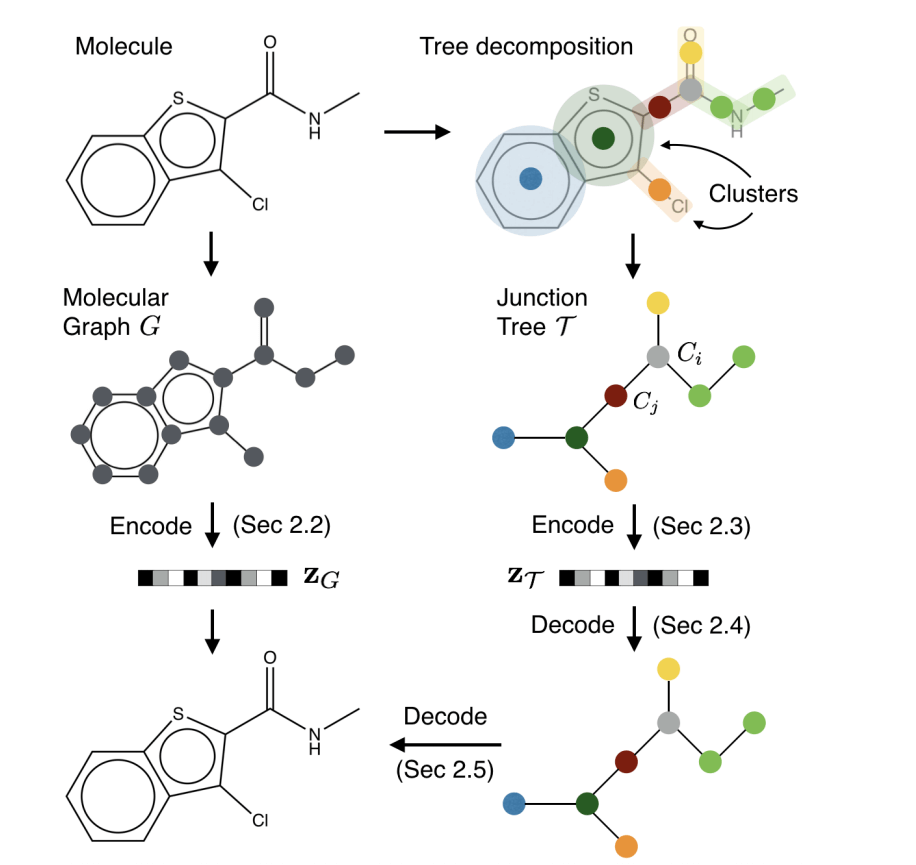 Molecule
O
S
N
H
Cl
Tree decomposition
O
S
N
H
Cl
Clusters
Molecular
Graph G
Junction
Tree 𝒯
C_i
C_j
Encode (Sec 2.2)
Encode (Sec 2.3)
z_G
z_𝒯
Decode (Sec 2.4)
O
S
N
H
Cl
Decode
(Sec 2.5)